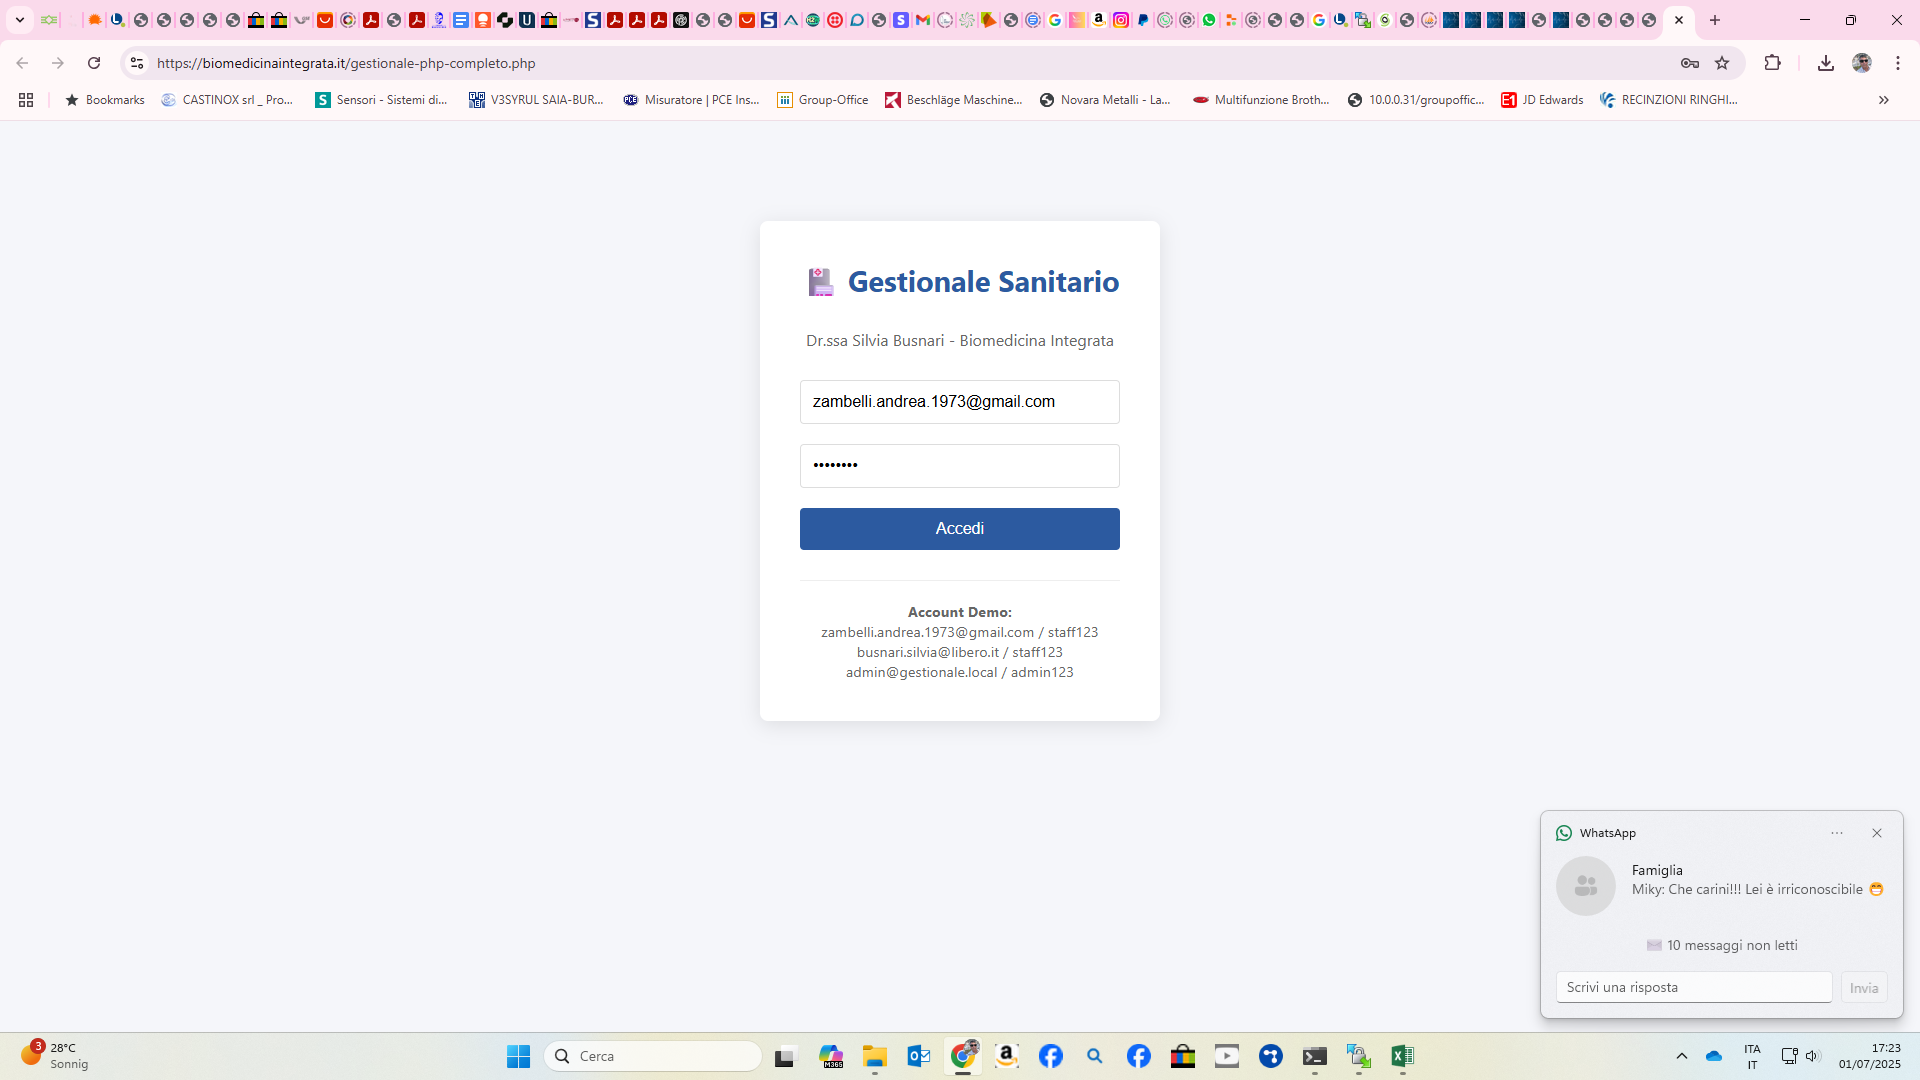 https://biomedicinaintegrata.it/gestionale-php-completo.php
Bookmarks
CASTINOX srl _ Pro...
Sensori - Sistemi di...
V3SYRUL SAIA-BUR...
Misuratore | PCE Ins...
Group-Office
Beschläge Maschine...
Novara Metalli - La...
Multifunzione Broth...
10.0.0.31/groupoffic...
JD Edwards
RECINZIONI RINGHI...
Gestionale Sanitario
Dr.ssa Silvia Busnari - Biomedicina Integrata
zambelli.andrea.1973@gmail.com
••••••••
Accedi
Account Demo:
zambelli.andrea.1973@gmail.com / staff123
busnari.silvia@libero.it / staff123
admin@gestionale.local / admin123
WhatsApp
Famiglia
Miky: Che carini!!! Lei è irriconoscibile 😁
10 messaggi non letti
Scrivi una risposta
Invia
3
28°C
Sonnig
Cerca
ITA
IT
17:23
01/07/2025